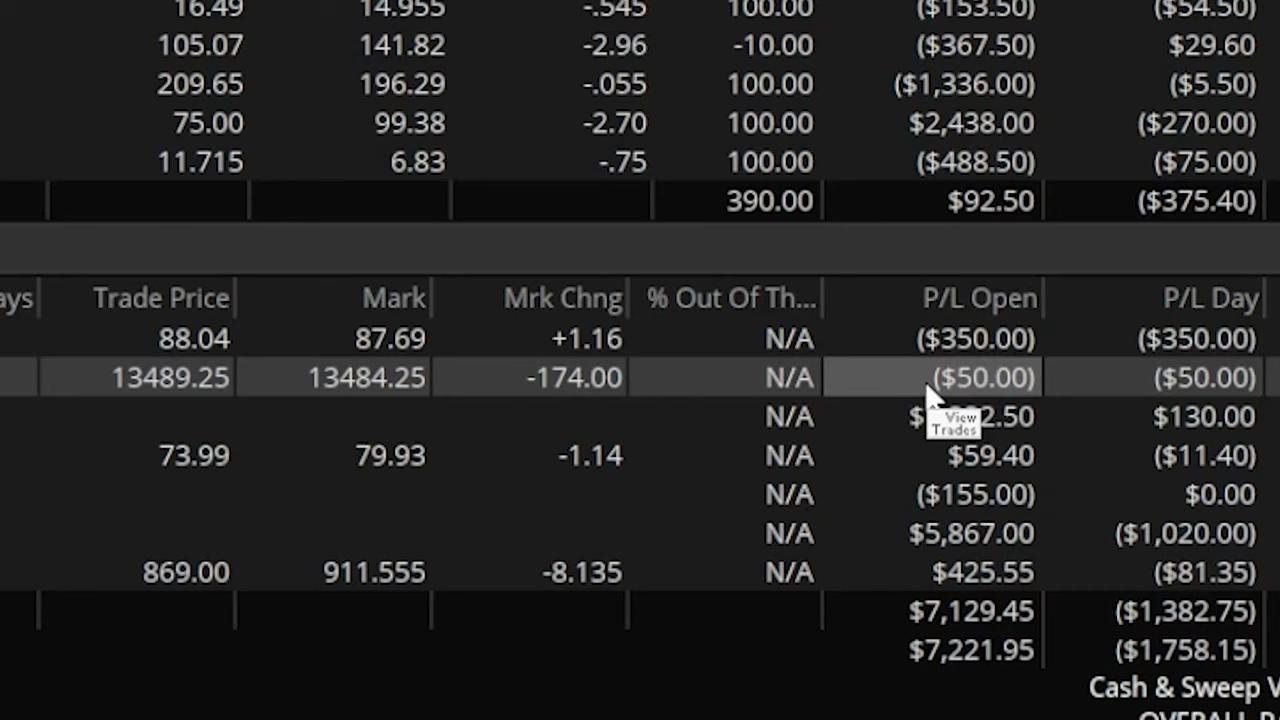 16.49 14.955 -.545 100.00 ($153.50) ($54.50)
105.07 141.82 -2.96 -10.00 ($367.50) $29.60
209.65 196.29 -.055 100.00 ($1,336.00) ($5.50)
75.00 99.38 -2.70 100.00 $2,438.00 ($270.00)
11.715 6.83 -.75 100.00 ($488.50) ($75.00)
390.00 $92.50 ($375.40)
ays Trade Price Mark Mrk Chng % Out Of Th... P/L Open P/L Day
88.04 87.69 +1.16 N/A ($350.00) ($350.00)
13489.25 13484.25 -174.00 N/A ($50.00) ($50.00)
N/A $130.00
View
Trades
73.99 79.93 -1.14 N/A $59.40 ($11.40)
N/A ($155.00) $0.00
N/A $5,867.00 ($1,020.00)
869.00 911.555 -8.135 N/A $425.55 ($81.35)
$7,129.45 ($1,382.75)
$7,221.95 ($1,758.15)
Cash & Sweep V